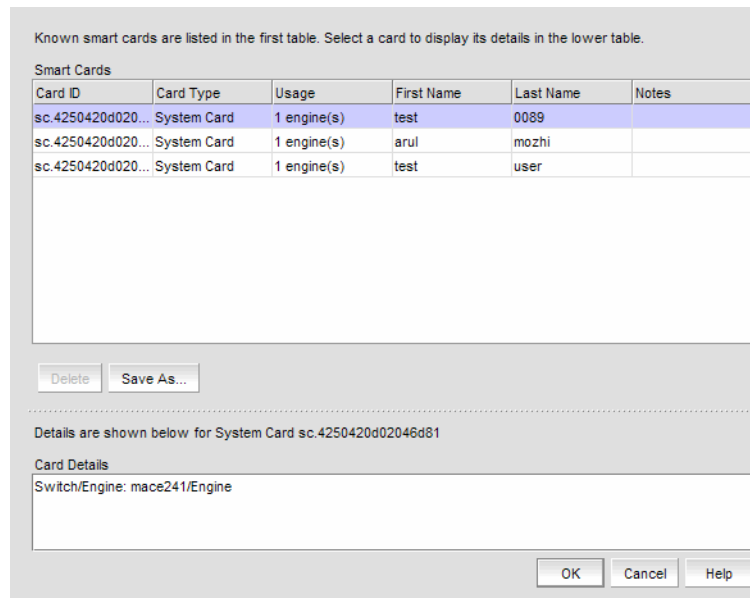 Known smart cards are listed in the first table. Select a card to display its details in the lower table.
Smart Cards
Card ID Card Type Usage First Name Last Name Notes
sc.4250420d020... System Card 1 engine(s) test 0089
sc.4250420d020... System Card 1 engine(s) arul mozhi
sc.4250420d020... System Card 1 engine(s) test user
Delete Save As...
Details are shown below for System Card sc.4250420d02046d81
Card Details
Switch/Engine: mace241/Engine
OK Cancel Help